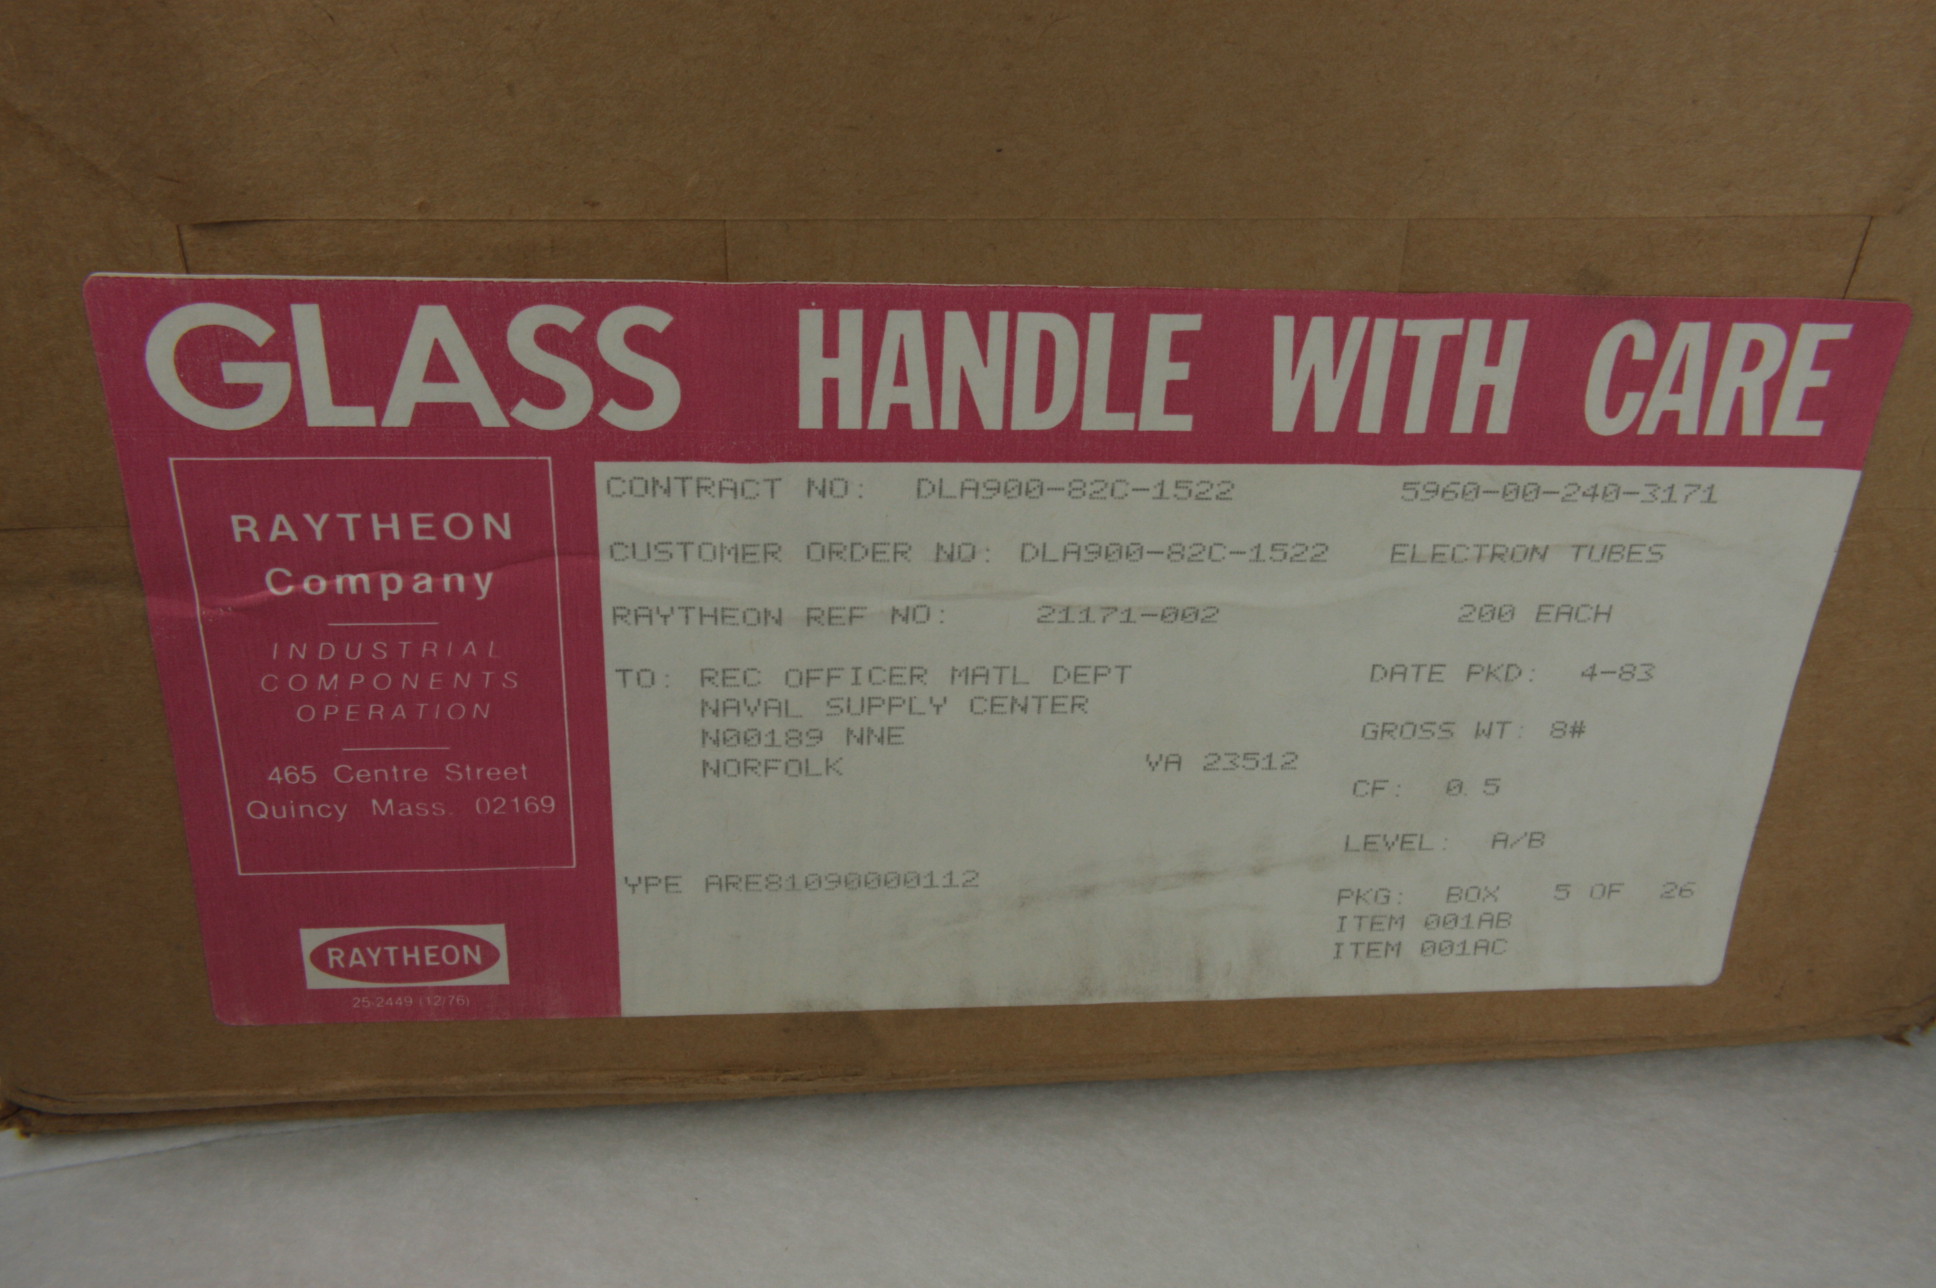 GLASS HANDLE WITH CARE
RAYTHEON
Company
INDUSTRIAL
COMPONENTS
OPERATION
465 Centre Street
Quincy Mass. 02169
RAYTHEON
25-2449 (12/76)
CONTRACT NO: DLA900-82C-1522 5960-00-240-3171
CUSTOMER ORDER NO: DLA900-82C-1522 ELECTRON TUBES
RAYTHEON REF NO: 21171-002 200 EACH
TO: REC OFFICER MATL DEPT DATE PKD: 4-83
NAVAL SUPPLY CENTER
N00189 NNE GROSS WT: 8#
NORFOLK VA 23512
CF: 0.5
LEVEL: A/B
YPE ARE81090000112
PKG: BOX 5 OF 26
ITEM 001AB
ITEM 001AC